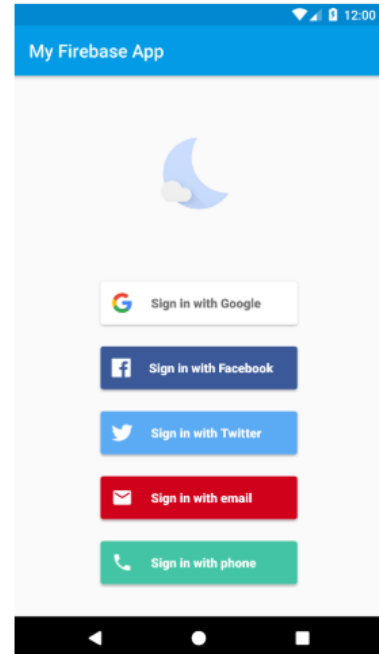 12:00
My Firebase App
Sign in with Google
Sign in with Facebook
Sign in with Twitter
Sign in with email
Sign in with phone